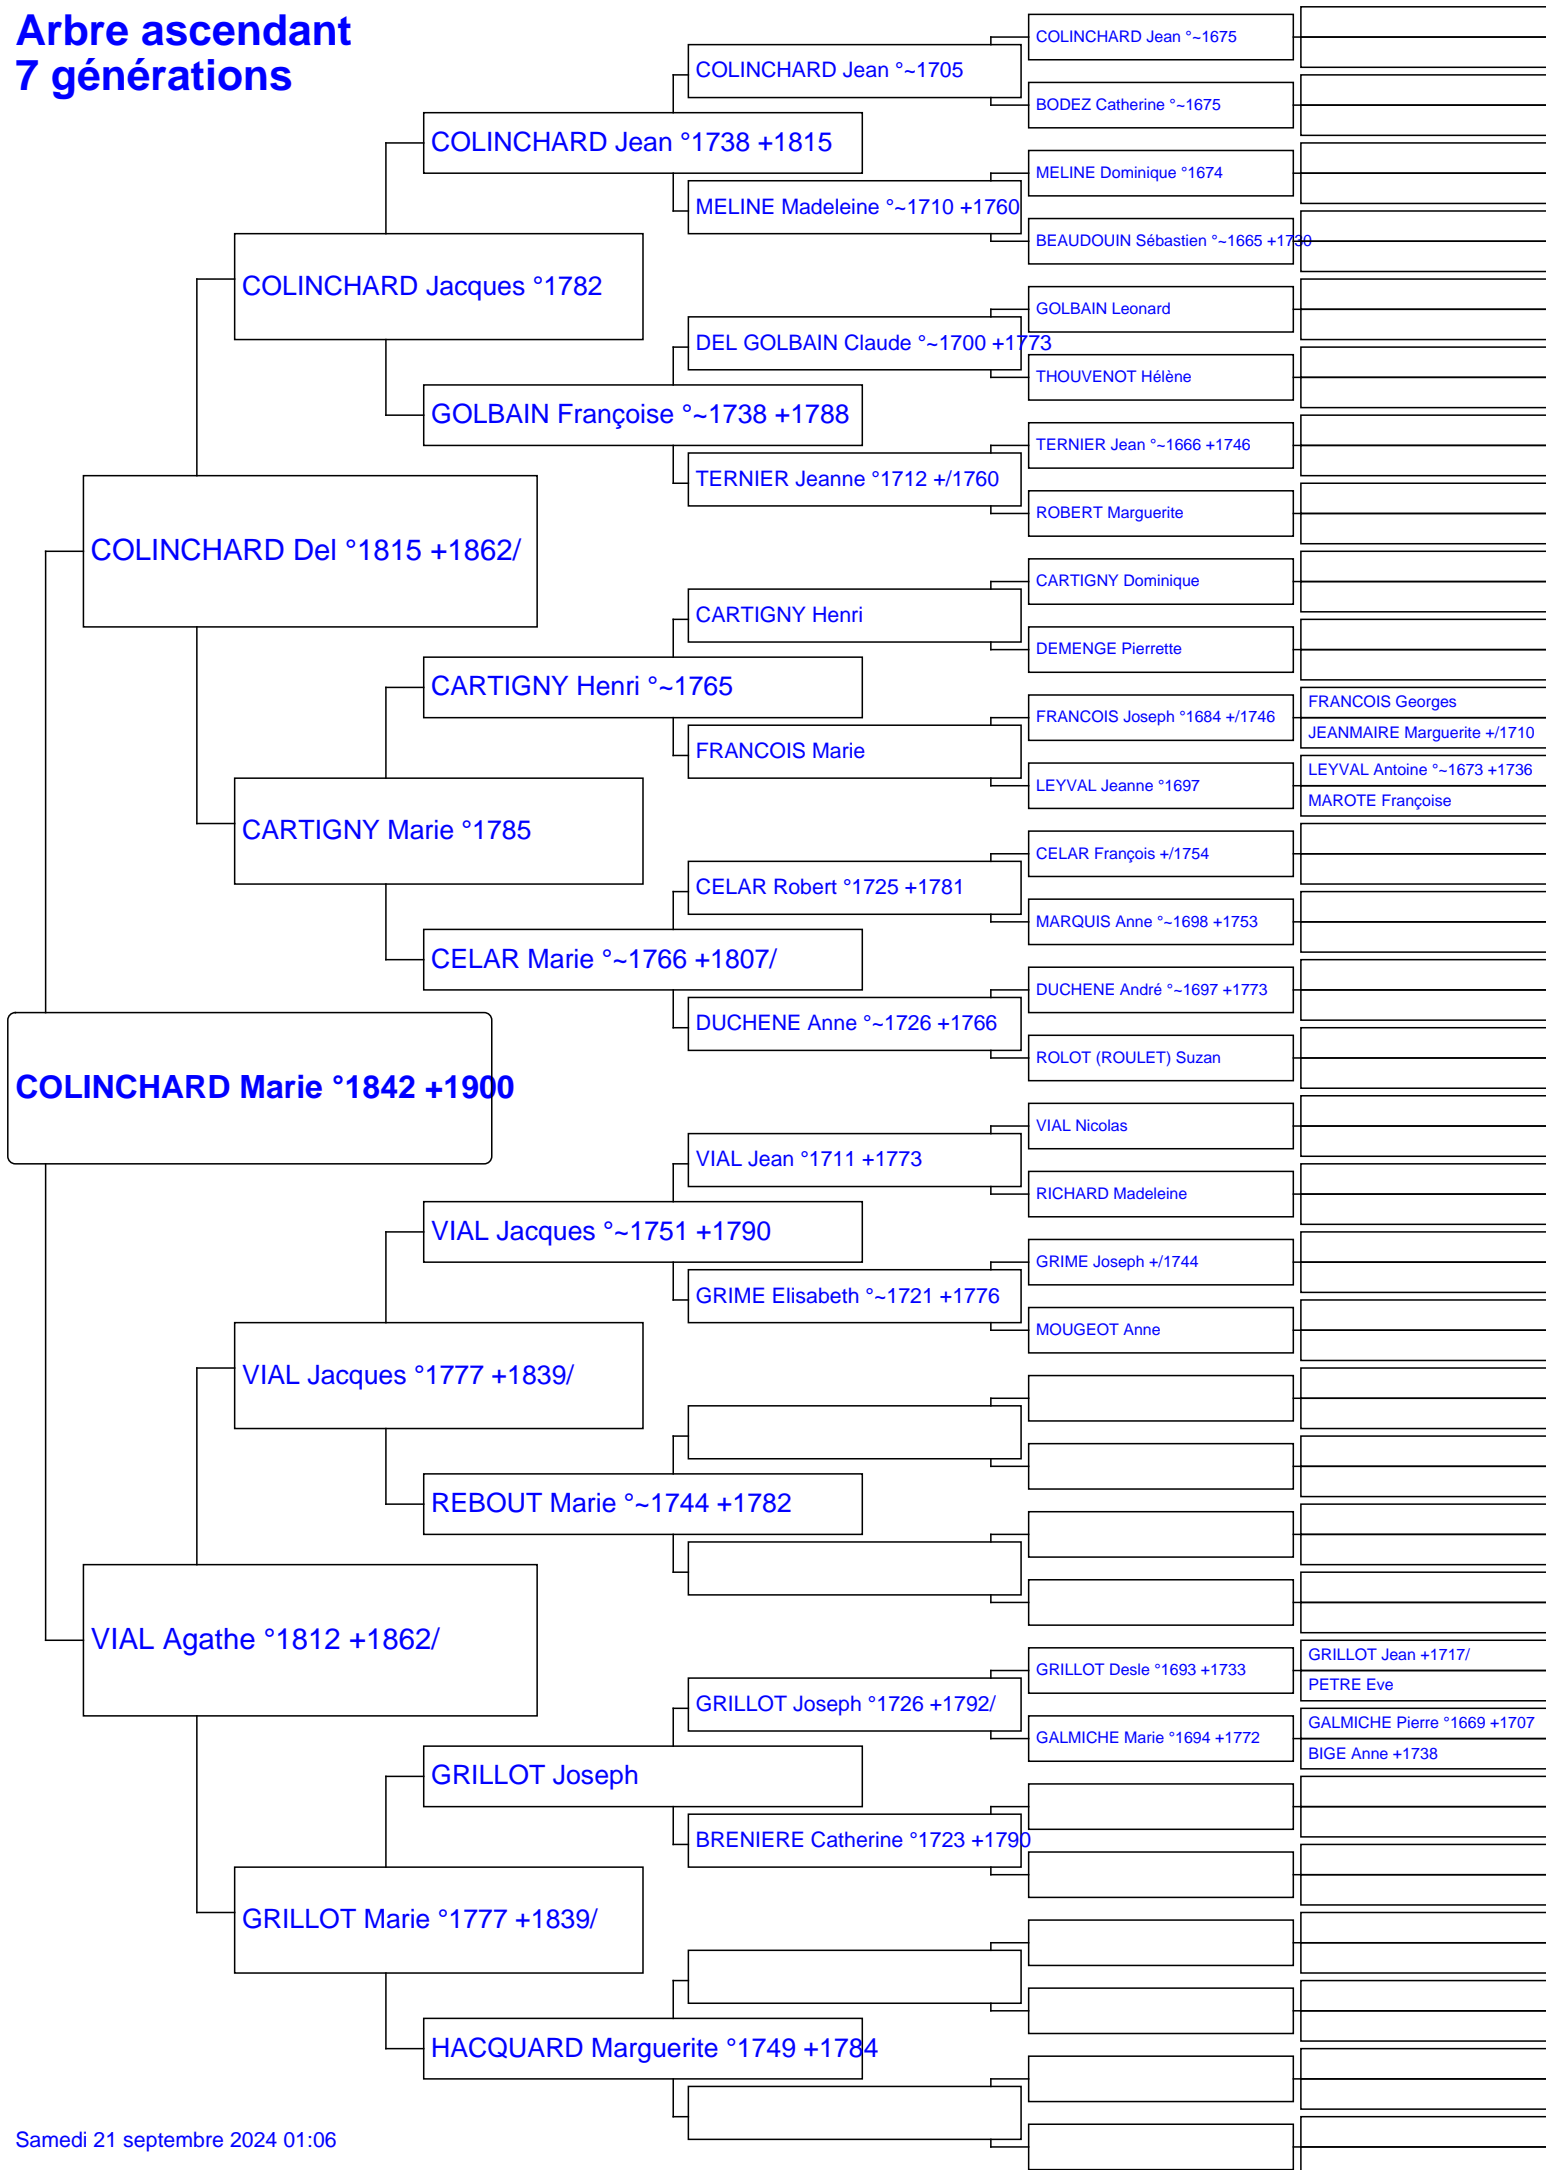 Arbre ascendant
7 générations
COLINCHARD Marie °1842 +1900
COLINCHARD Del °1815 +1862/
VIAL Agathe °1812 +1862/
COLINCHARD Jacques °1782
CARTIGNY Marie °1785
VIAL Jacques °1777 +1839/
GRILLOT Marie °1777 +1839/
COLINCHARD Jean °1738 +1815
GOLBAIN Françoise °~1738 +1788
CARTIGNY Henri °~1765
CELAR Marie °~1766 +1807/
VIAL Jacques °~1751 +1790
REBOUT Marie °~1744 +1782
GRILLOT Joseph
HACQUARD Marguerite °1749 +1784
COLINCHARD Jean °~1705
MELINE Madeleine °~1710 +1760
DEL GOLBAIN Claude °~1700 +1773
TERNIER Jeanne °1712 +/1760
CARTIGNY Henri
FRANCOIS Marie
CELAR Robert °1725 +1781
DUCHENE Anne °~1726 +1766
VIAL Jean °1711 +1773
GRIME Elisabeth °~1721 +1776
GRILLOT Joseph °1726 +1792/
BRENIERE Catherine °1723 +1790
COLINCHARD Jean °~1675
BODEZ Catherine °~1675
MELINE Dominique °1674
BEAUDOUIN Sébastien °~1665 +1730
GOLBAIN Leonard
THOUVENOT Hélène
TERNIER Jean °~1666 +1746
ROBERT Marguerite
CARTIGNY Dominique
DEMENGE Pierrette
FRANCOIS Joseph °1684 +/1746
LEYVAL Jeanne °1697
CELAR François +/1754
MARQUIS Anne °~1698 +1753
DUCHENE André °~1697 +1773
ROLOT (ROULET) Suzan
VIAL Nicolas
RICHARD Madeleine
GRIME Joseph +/1744
MOUGEOT Anne
GRILLOT Desle °1693 +1733
GALMICHE Marie °1694 +1772
FRANCOIS Georges
JEANMAIRE Marguerite +/1710
LEYVAL Antoine °~1673 +1736
MAROTE Françoise
GRILLOT Jean +1717/
PETRE Eve
GALMICHE Pierre °1669 +1707
BIGE Anne +1738
Samedi 21 septembre 2024 01:06